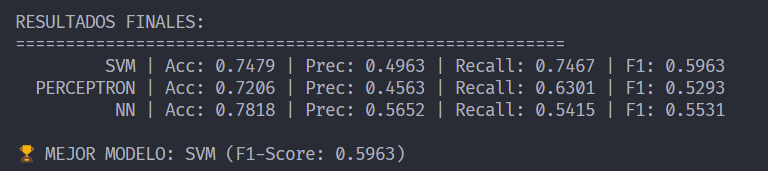 RESULTADOS FINALES:
=======================================================
SVM | Acc: 0.7479 | Prec: 0.4963 | Recall: 0.7467 | F1: 0.5963
PERCEPTRON | Acc: 0.7206 | Prec: 0.4563 | Recall: 0.6301 | F1: 0.5293
NN | Acc: 0.7818 | Prec: 0.5652 | Recall: 0.5415 | F1: 0.5531
🏆 MEJOR MODELO: SVM (F1-Score: 0.5963)